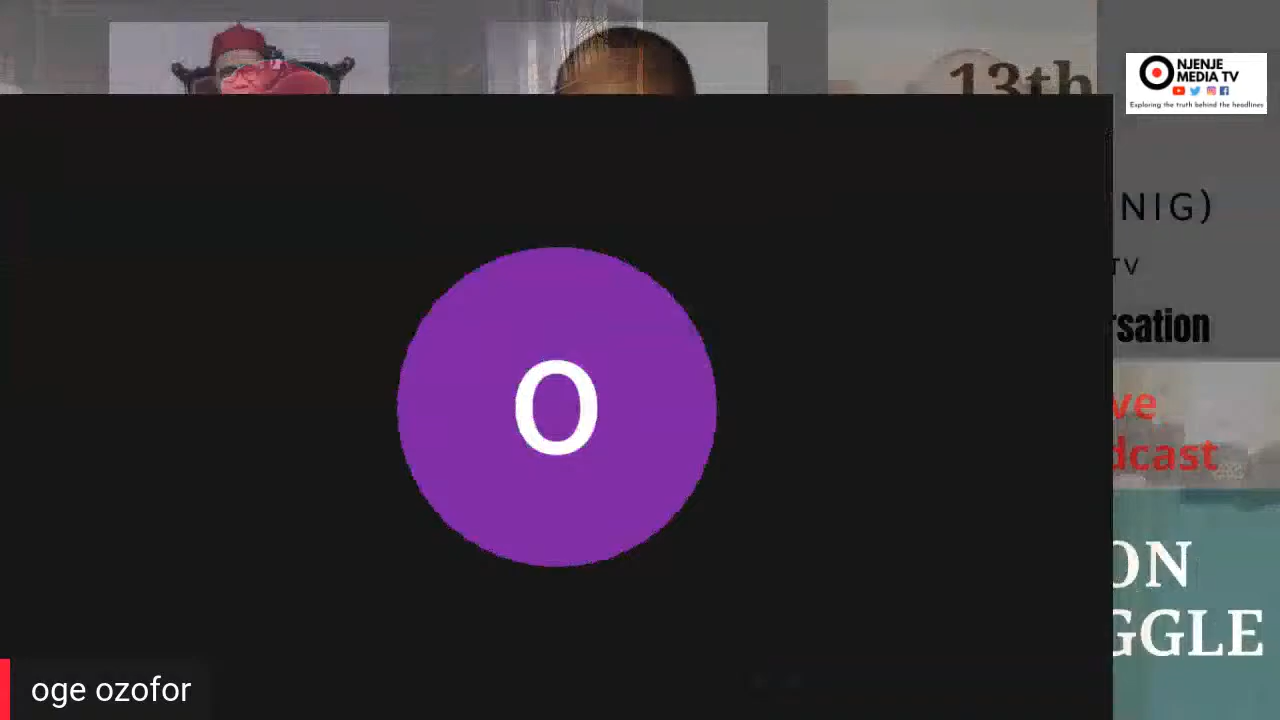 13th
NJENJE
MEDIA TV
Exploring the truth behind the headlines
NIG)
TV
rsation
ve
dcast
ON
GGLE
O
oge ozofor